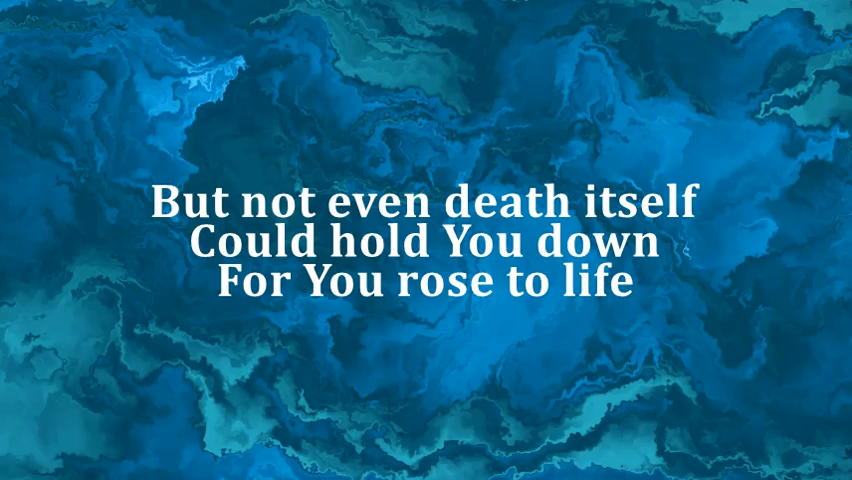 But not even death itself
Could hold You down
For You rose to life